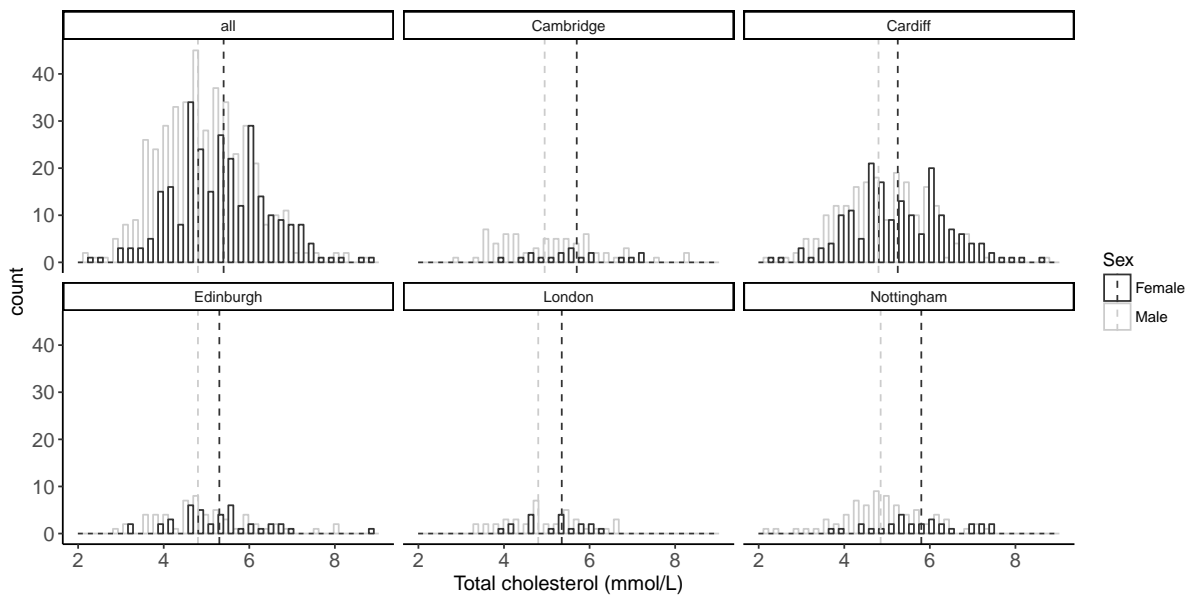 all
Cambridge
Cardiff
40
30
20
10
0
Edinburgh
London
Nottingham
40
30
20
10
0
2 4 6 8 2 4 6 8 2 4 6 8
Total cholesterol (mmol/L)
count
Sex
Female
Male